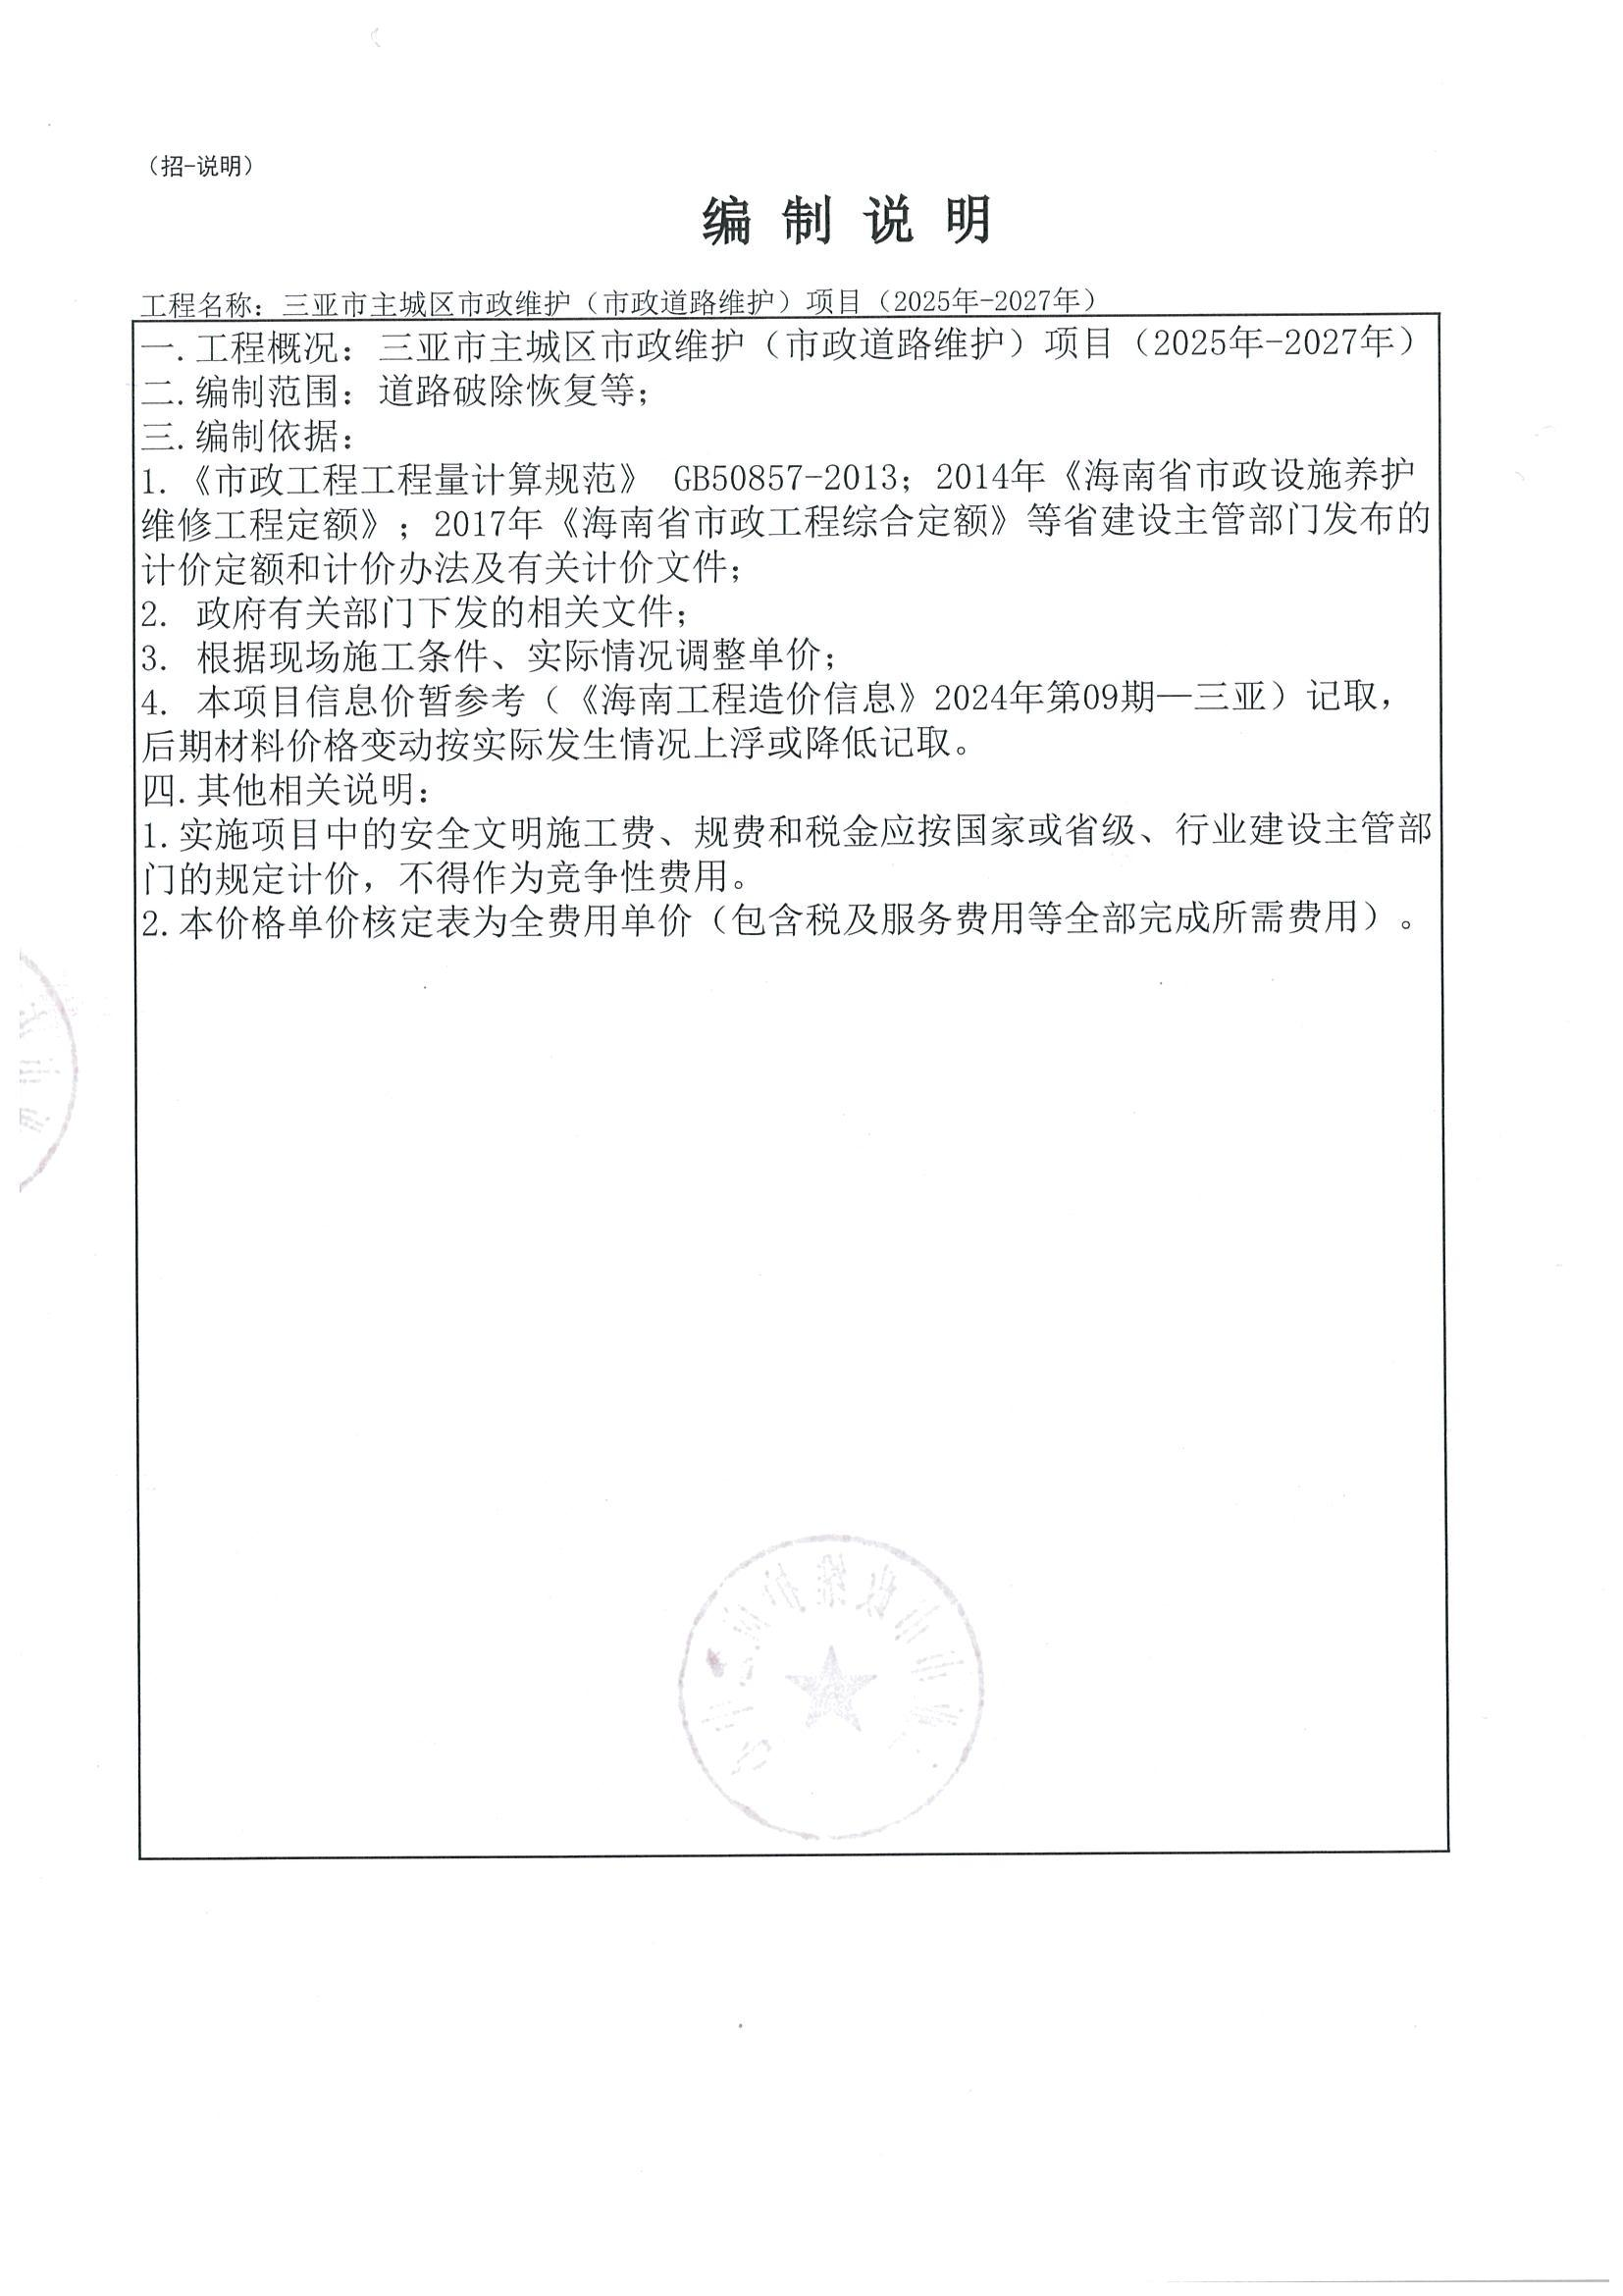 （招-说明）
编 制 说 明
工程名称：三亚市主城区市政维护（市政道路维护）项目（2025年-2027年）
一.工程概况：三亚市主城区市政维护（市政道路维护）项目（2025年-2027年）
二.编制范围：道路破除恢复等；
三.编制依据：
1.《市政工程工程量计算规范》 GB50857-2013；2014年《海南省市政设施养护
维修工程定额》；2017年《海南省市政工程综合定额》等省建设主管部门发布的
计价定额和计价办法及有关计价文件；
2. 政府有关部门下发的相关文件；
3. 根据现场施工条件、实际情况调整单价；
4. 本项目信息价暂参考（《海南工程造价信息》2024年第09期—三亚）记取，
后期材料价格变动按实际发生情况上浮或降低记取。
四.其他相关说明：
1.实施项目中的安全文明施工费、规费和税金应按国家或省级、行业建设主管部
门的规定计价，不得作为竞争性费用。
2.本价格单价核定表为全费用单价（包含税及服务费用等全部完成所需费用）。